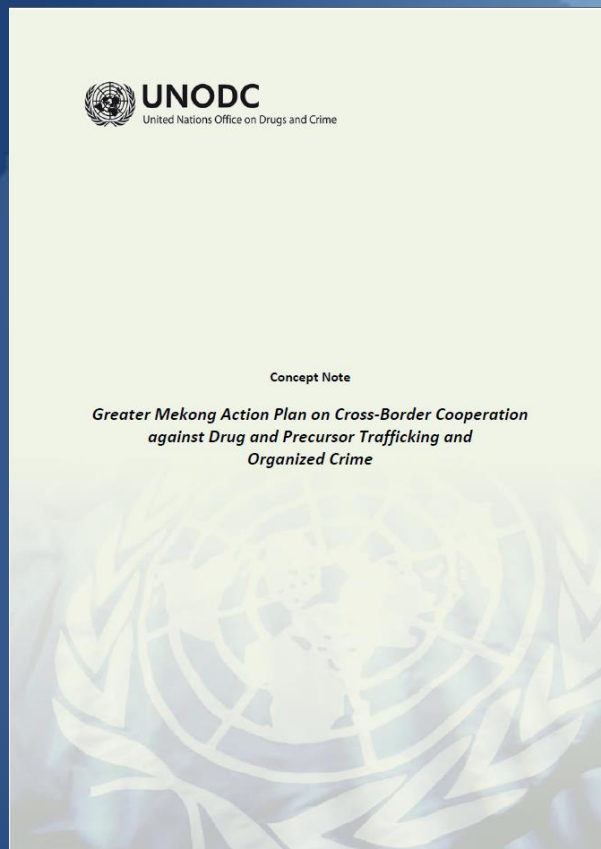 UNODC
United Nations Office on Drugs and Crime
Concept Note
Greater Mekong Action Plan on Cross-Border Cooperation
against Drug and Precursor Trafficking and
Organized Crime